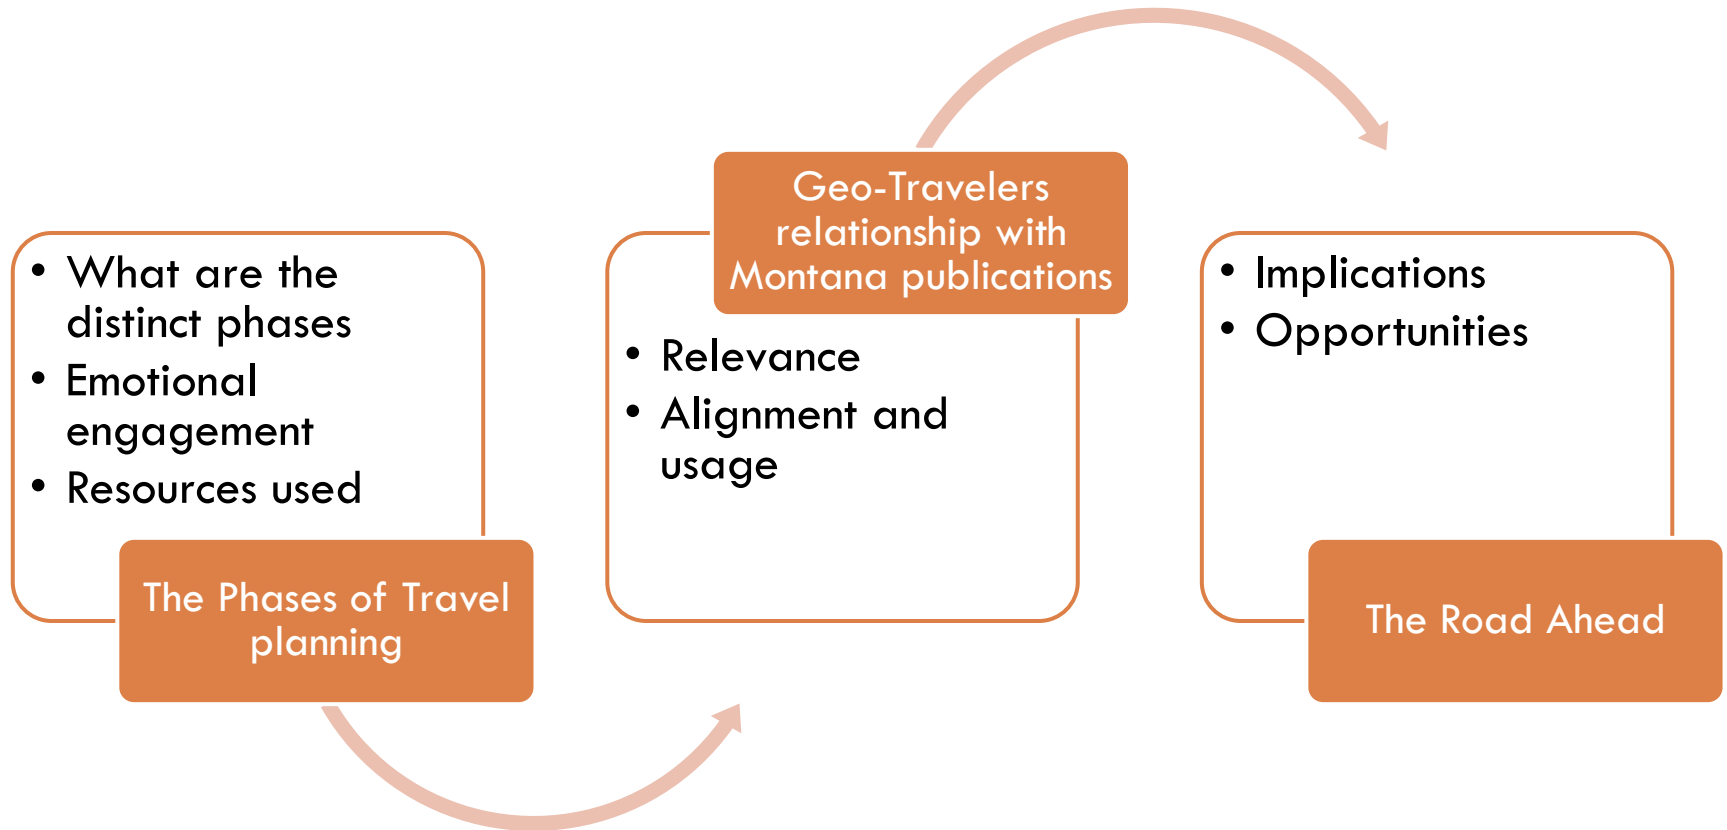 • What are the
distinct phases
• Emotional
engagement
• Resources used
The Phases of Travel
planning
Geo-Travelers
relationship with
Montana publications
• Relevance
• Alignment and
usage
• Implications
• Opportunities
The Road Ahead